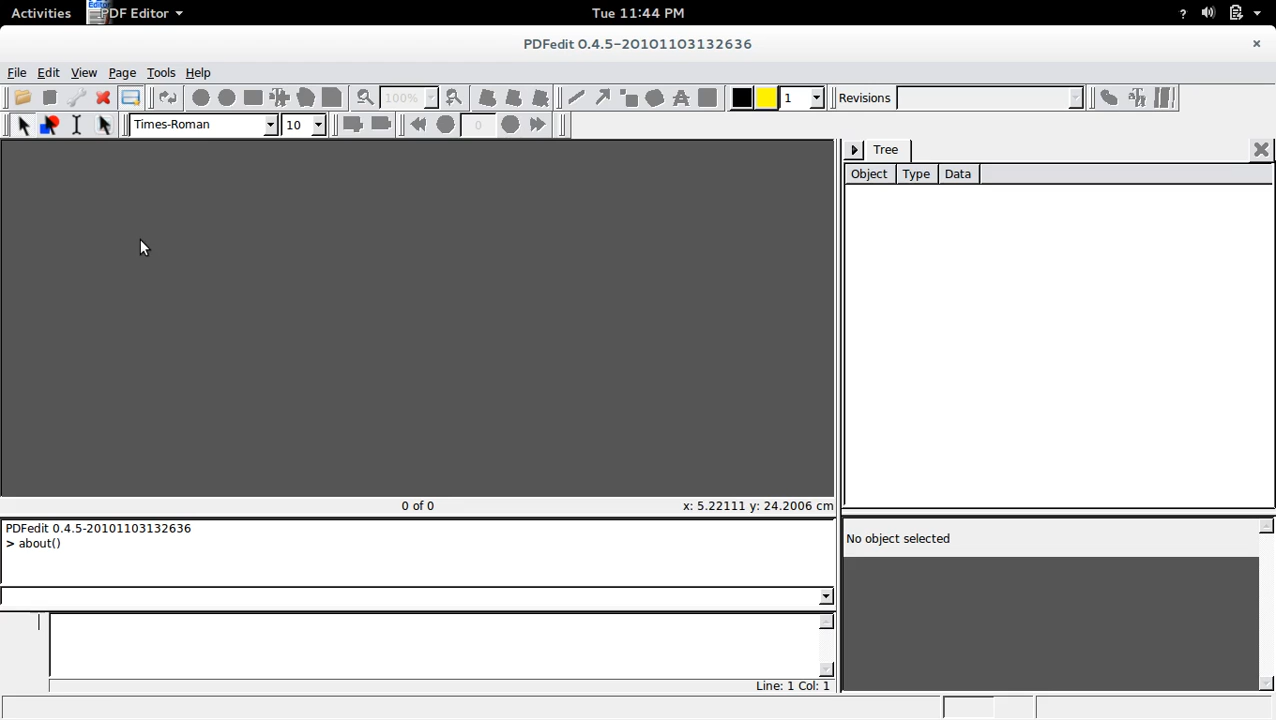 Activities PDF Editor Tue 11:44 PM ?
PDFedit 0.4.5-20101103132636
File Edit View Page Tools Help
100% 1 Revisions
Times-Roman 10 0
Tree
Object Type Data
0 of 0 x: 5.22111 y: 24.2006 cm
PDFedit 0.4.5-20101103132636
> about()
No object selected
Line: 1 Col: 1